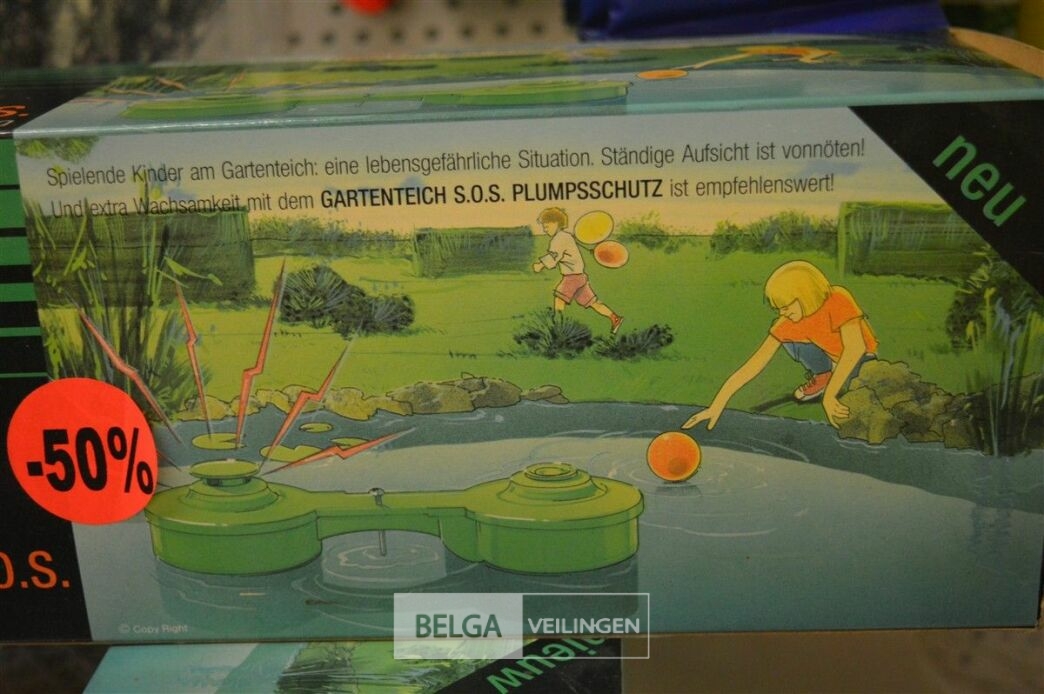 Spielende Kinder am Gartenteich: eine lebensgefährliche Situation. Ständige Aufsicht ist vonnöten!
Und extra Wachsamkeit mit dem GARTENTEICH S.O.S. PLUMPSSCHUTZ ist empfehlenswert!
neu
-50%
O.S.
© Copy Right
BELGA VEILINGEN
nieuw